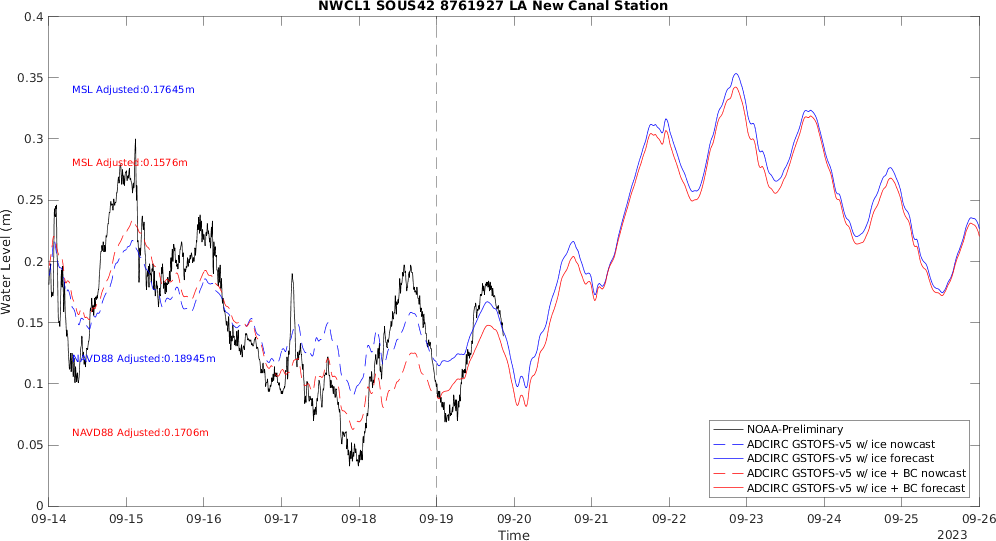 NWCL1 SOUS42 8761927 LA New Canal Station
0.4
0.35
0.3
0.25
0.2
0.15
0.1
0.05
0
Water Level (m)
MSL Adjusted:0.17645m
MSL Adjusted:0.1576m
NAVD88 Adjusted:0.18945m
NAVD88 Adjusted:0.1706m
NOAA-Preliminary
ADCIRC GSTOFS-v5 w/ ice nowcast
ADCIRC GSTOFS-v5 w/ ice forecast
ADCIRC GSTOFS-v5 w/ ice + BC nowcast
ADCIRC GSTOFS-v5 w/ ice + BC forecast
09-14 09-15 09-16 09-17 09-18 09-19 09-20 09-21 09-22 09-23 09-24 09-25 09-26
Time
2023